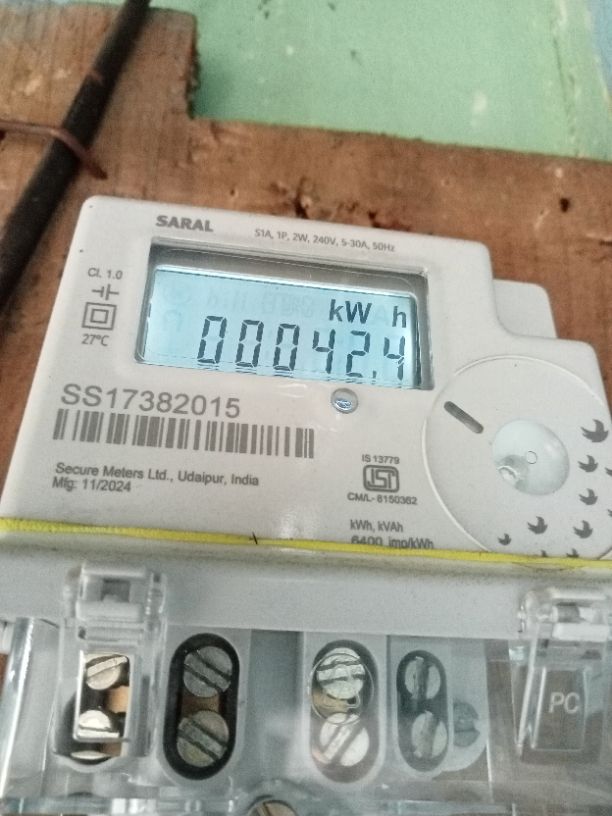 SARAL
S1A, 1P, 2W, 240V, 5-30A, 50Hz
Cl. 1.0
27°C
kW h
00042.4
SS17382015
Secure Meters Ltd., Udaipur, India
Mfg: 11/2024
IS 13779
ISI
CM/L- 8150362
kWh, kVAh
6400 imp/kWh
PC